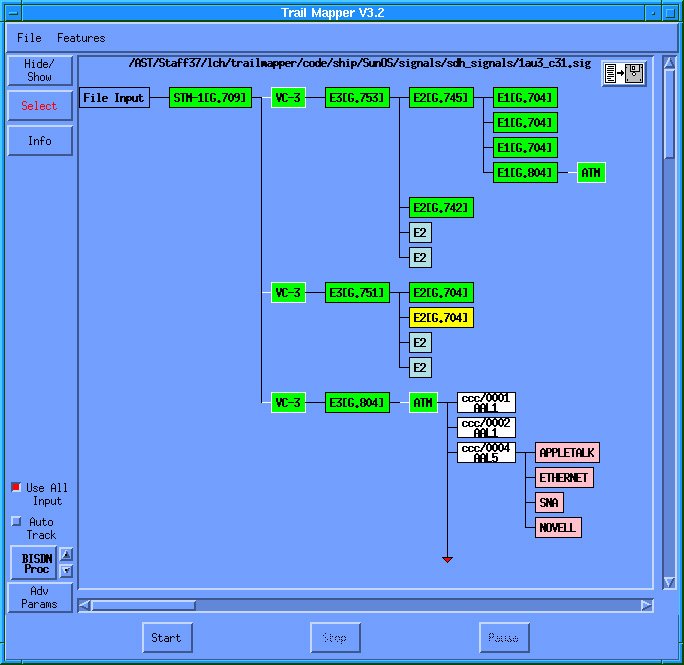 Trail Mapper V3.2
File Features
Hide/
Show
/AST/Staff37/lch/trailmapper/code/ship/SunOS/signals/sdh_signals/1au3_c31.sig
Select
Info
File Input STM-1[G.709] VC-3 E3[G.753] E2[G.745] E1[G.704]
E1[G.704]
E1[G.704]
E1[G.804] ATM
E2[G.742]
E2
E2
VC-3 E3[G.751] E2[G.704]
E2[G.704]
E2
E2
VC-3 E3[G.804] ATM ccc/0001
AAL1
ccc/0002
AAL1
ccc/0004
AAL5
APPLETALK
ETHERNET
SNA
NOVELL
Use All
Input
Auto
Track
BISDN
Proc
Adv
Params
Start Stop Pause